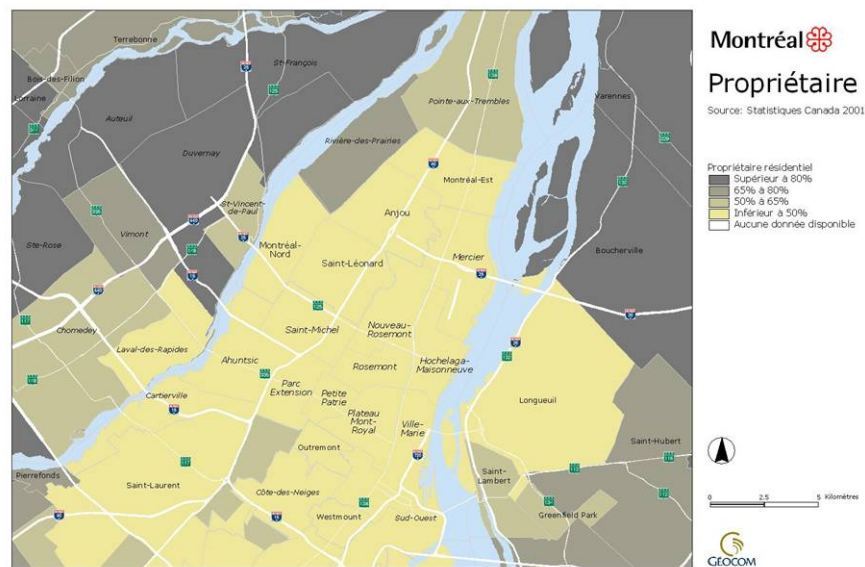 Montréal
Propriétaire
Source: Statistiques Canada 2001
Propriétaire résidentiel
Supérieur à 80%
65% à 80%
50% à 65%
Inférieur à 50%
Aucune donnée disponible
Terrebonne
Bois-des-Filion
Lorraine
St-François
Auteuil
Pointe-aux-Trembles
Varennes
Rivière-des-Prairies
Duvernay
Montréal-Est
St-Vincent-
de-Paul
Anjou
Vimont
Ste-Rose
Montréal-
Nord
Boucherville
Mercier
Saint-Léonard
Chomedey
Saint-Michel
Nouveau-
Rosemont
Laval-des-Rapides
Ahuntsic
Rosemont
Hochelaga-
Maisonneuve
Parc
Extension
Cartierville
Petite
Patrie
Longueuil
Plateau
Mont-
Royal
Ville-
Marie
Outremont
Saint-Hubert
Pierrefonds
Saint-Laurent
Saint-
Lambert
Côte-des-Neiges
Westmount
Sud-Ouest
Greenfield Park
0 2.5 5 Kilomètres
GÉOCOM